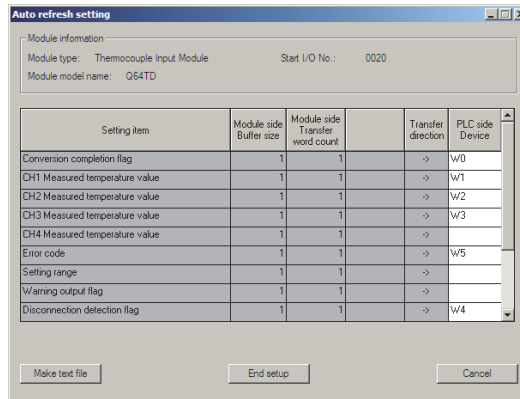 Auto refresh setting
Module information
Module type: Thermocouple Input Module Start I/O No.: 0020
Module model name: Q64TD
Setting item Module side Buffer size Module side Transfer word count Transfer direction PLC side Device
Conversion completion flag 1 1 -> W0
CH1 Measured temperature value 1 1 -> W1
CH2 Measured temperature value 1 1 -> W2
CH3 Measured temperature value 1 1 -> W3
CH4 Measured temperature value 1 1 ->
Error code 1 1 -> W5
Setting range 1 1 ->
Warning output flag 1 1 ->
Disconnection detection flag 1 1 -> W4
Make text file End setup Cancel